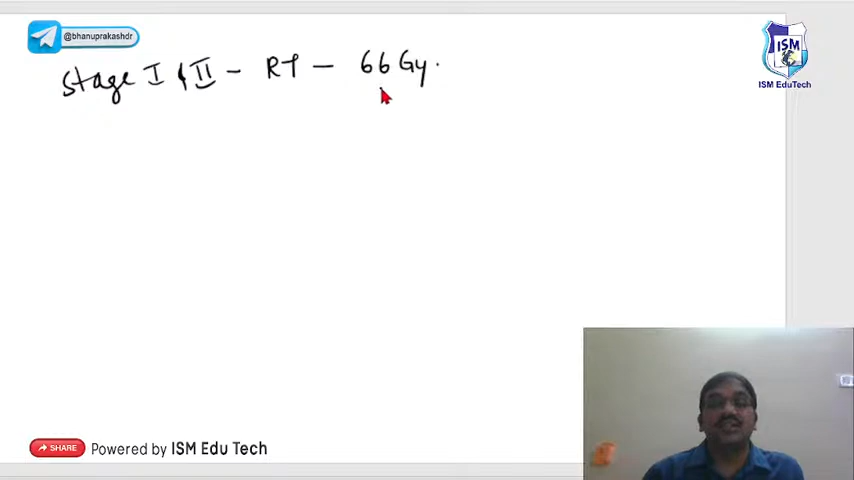 @bhanuprakashdr
ISM
ISM EduTech
Stage I & II - RT - 66 Gy.
SHARE
Powered by ISM Edu Tech